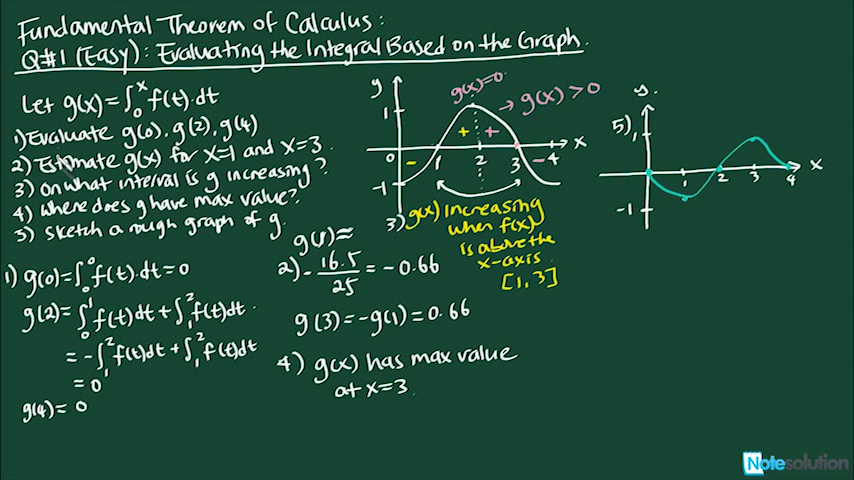 Fundamental Theorem of Calculus:
Q#1 (Easy): Evaluating the Integral Based on the Graph.
Let g(x) = ∫₀ˣ f(t)·dt
1) Evaluate g(0), g(2), g(4)
2) Estimate g(x) for x=1 and x=3.
3) on what interval is g increasing?
4) where does g have max value?
5) sketch a rough graph of g
1) g(0)=∫₀⁰ f(t)·dt = 0
g(2)= ∫₀¹ f(t)dt + ∫₁² f(t)dt.
= -∫₁² f(t)dt + ∫₁² f(t)dt
= 0
g(4) = 0
y
g(x)=0
→ g(x) > 0
1
+ +
0
- 1 2 3 - 4 x
-1
3) g(x) increasing
when f(x)
is above the
x-axis.
[1, 3]
g(1) ≈
2) - 16.5/25 = -0.66
g(3) = -g(1) = 0.66
4) g(x) has max value
at x=3.
y.
5) 1
1 2 3 4 x
-1
Notesolution